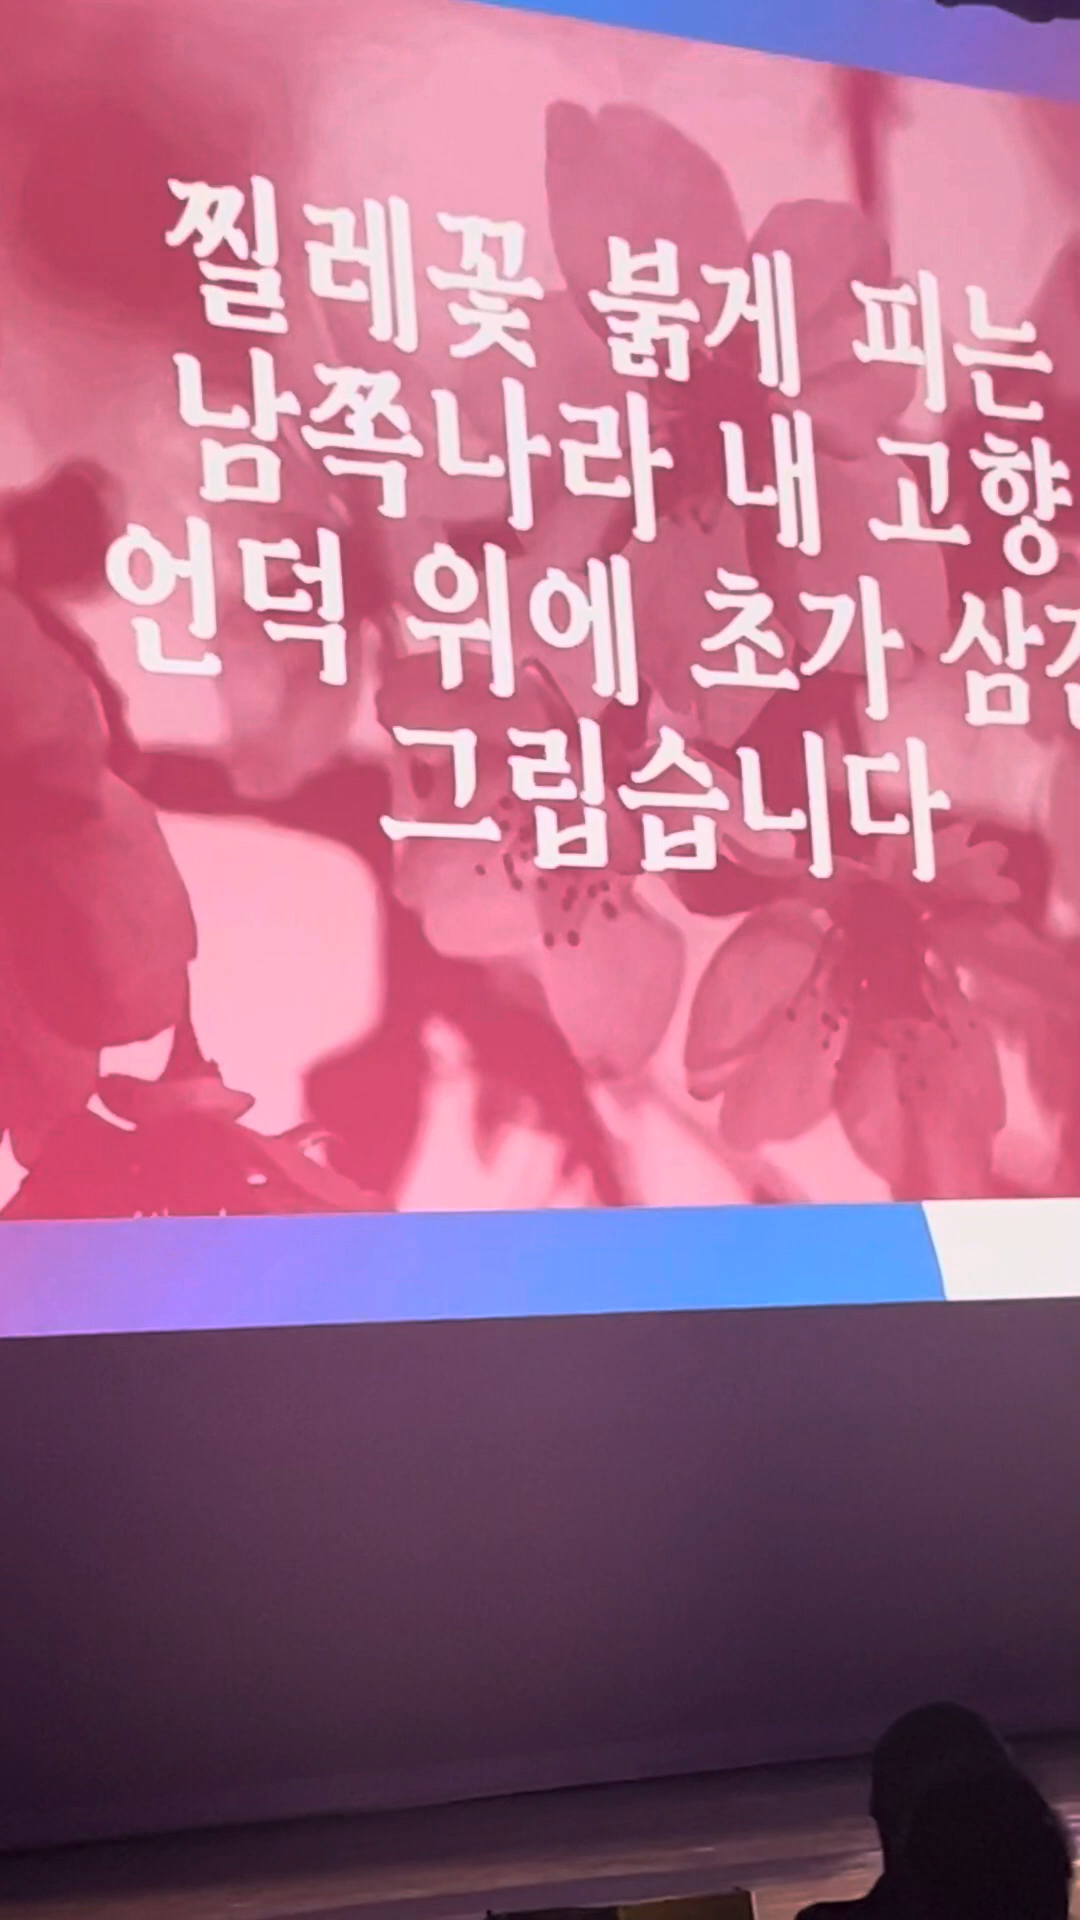 찔레꽃 붉게 피는
남쪽나라 내 고향
언덕 위에 초가
그립습니다